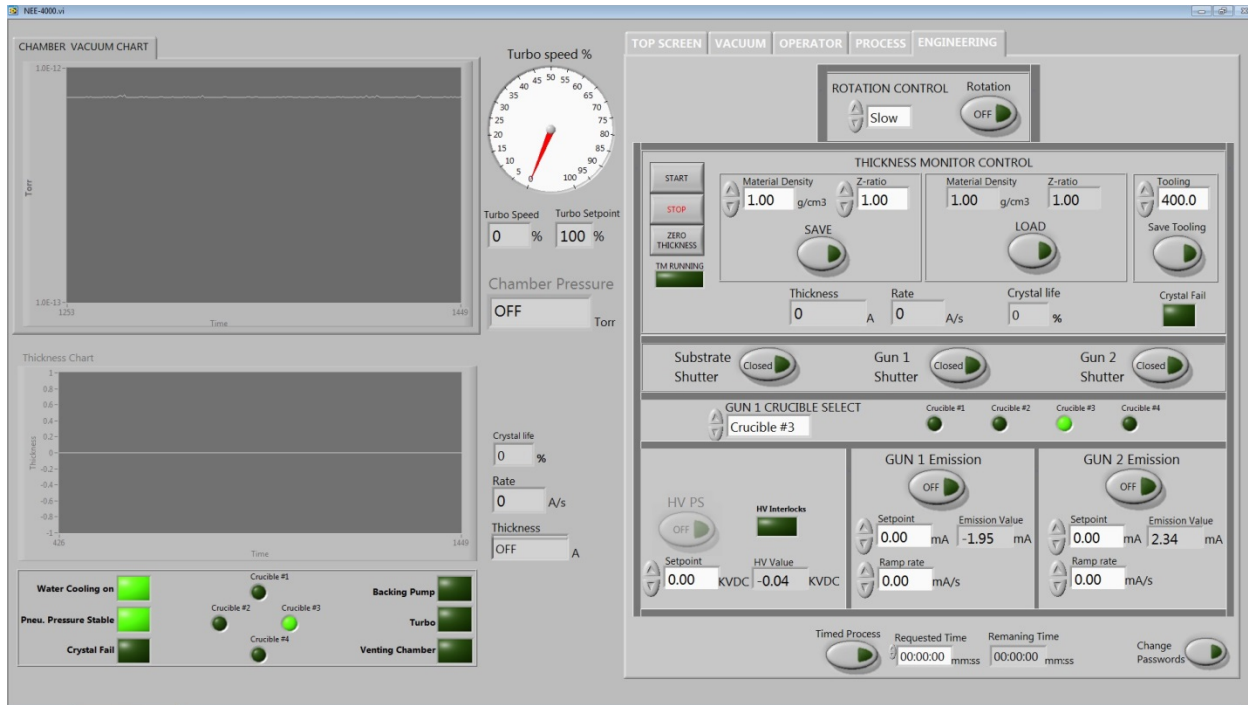 NEE-4000.vi
CHAMBER VACUUM CHART
1.0E-12
Torr
1.0E-13
1253
1449
Time
Turbo speed %
0 5 10 15 20 25 30 35 40 45 50 55 60 65 70 75 80 85 90 95 100
Turbo Speed Turbo Setpoint
0 % 100 %
Chamber Pressure
OFF Torr
Thickness Chart
1
0.8
0.6
0.4
0.2
0
-0.2
-0.4
-0.6
-0.8
-1
Thickness
426
1449
Time
Crystal life
0 %
Rate
0 A/s
Thickness
OFF A
Water Cooling on
Pneu. Pressure Stable
Crystal Fail
Crucible #1
Crucible #2 Crucible #3
Crucible #4
Backing Pump
Turbo
Venting Chamber
TOP SCREEN VACUUM OPERATOR PROCESS ENGINEERING
ROTATION CONTROL Rotation
Slow OFF
THICKNESS MONITOR CONTROL
START
STOP
ZERO
THICKNESS
TM RUNNING
Material Density Z-ratio
1.00 g/cm3 1.00
SAVE
Material Density Z-ratio
1.00 g/cm3 1.00
LOAD
Tooling
400.0
Save Tooling
Thickness Rate Crystal life Crystal Fail
0 A 0 A/s 0 %
Substrate
Shutter
Closed
Gun 1
Shutter
Closed
Gun 2
Shutter
Closed
GUN 1 CRUCIBLE SELECT
Crucible #3
Crucible #1 Crucible #2 Crucible #3 Crucible #4
HV PS
OFF
HV Interlocks
Setpoint HV Value
0.00 KVDC -0.04 KVDC
GUN 1 Emission
OFF
Setpoint Emission Value
0.00 mA -1.95 mA
Ramp rate
0.00 mA/s
GUN 2 Emission
OFF
Setpoint Emission Value
0.00 mA 2.34 mA
Ramp rate
0.00 mA/s
Timed Process Requested Time Remaning Time
00:00:00 mm:ss 00:00:00 mm:ss
Change
Passwords